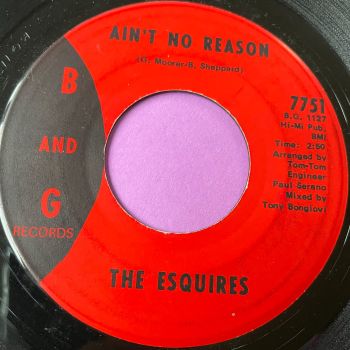 AIN'T NO REASON
(G. Moorer-B. Sheppard)
B
AND
G
RECORDS
7751
B.G. 1127
Hi-Mi Pub,
BMI
Time: 2:50
Arranged by
Tom-Tom
Engineer
Paul Serano
Mixed by
Tony Bongiovi
THE ESQUIRES